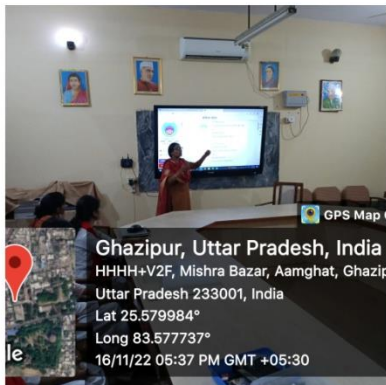 GPS Map C
Ghazipur, Uttar Pradesh, India
HHHH+V2F, Mishra Bazar, Aamghat, Ghazip
Uttar Pradesh 233001, India
Lat 25.579984°
Long 83.577737°
16/11/22 05:37 PM GMT +05:30
le